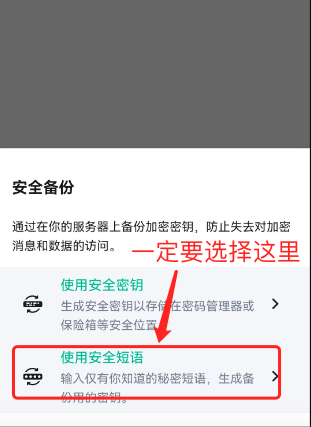 安全备份
通过在你的服务器上备份加密密钥，防止失去对加密
消息和数据的访问。
一定要选择这里
使用安全密钥
生成安全密钥以存储在密码管理器或
保险箱等安全位置
使用安全短语
输入仅有你知道的秘密短语，生成备
份用的密钥。